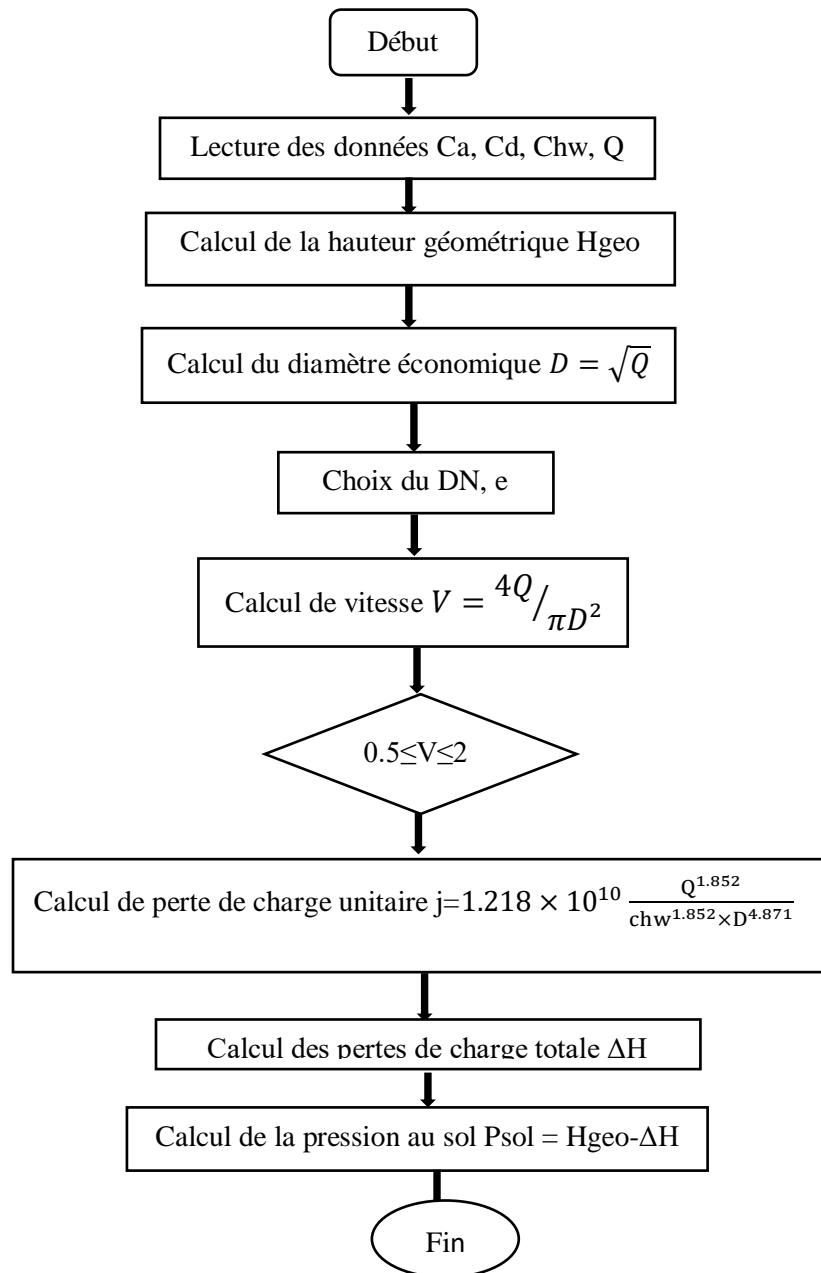 Début
Lecture des données Ca, Cd, Chw, Q
Calcul de la hauteur géométrique Hgeo
Calcul du diamètre économique D = √Q
Choix du DN, e
Calcul de vitesse V = 4Q/πD²
0.5≤V≤2
Calcul de perte de charge unitaire j=1.218 × 10¹⁰ Q^1.852/chw^1.852×D^4.871
Calcul des pertes de charge totale ΔH
Calcul de la pression au sol Psol = Hgeo-ΔH
Fin